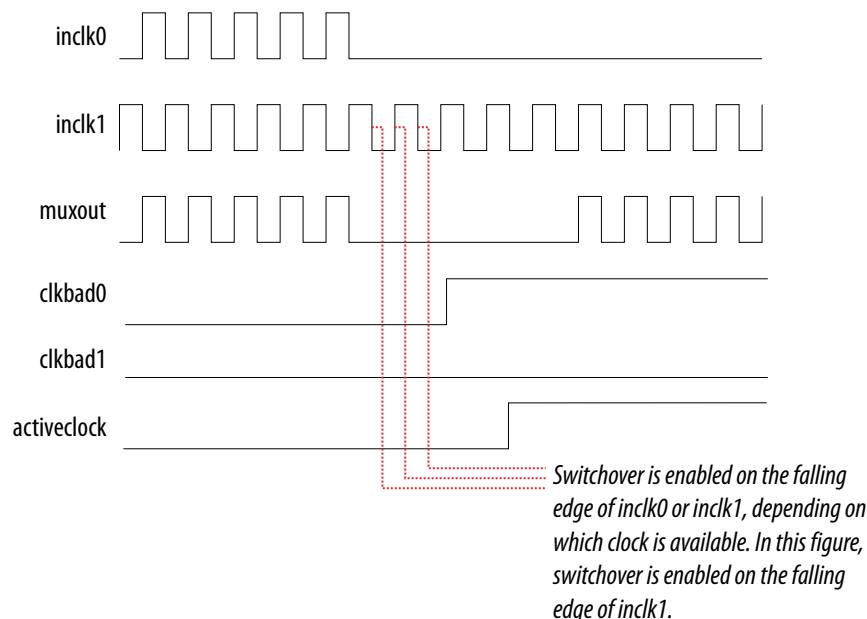 inclk0
inclk1
muxout
clkbad0
clkbad1
activeclock
Switchover is enabled on the falling
edge of inclk0 or inclk1, depending on
which clock is available. In this figure,
switchover is enabled on the falling
edge of inclk1.